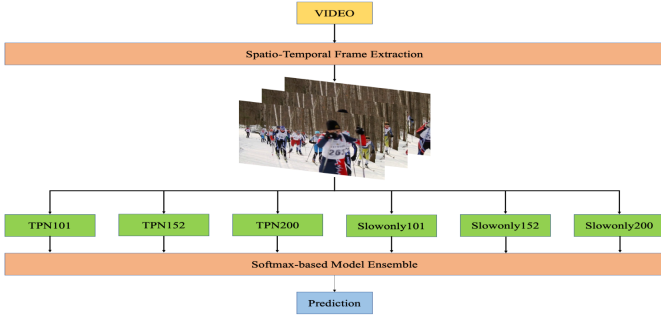 VIDEO
Spatio-Temporal Frame Extraction
TPN101
TPN152
TPN200
Slowonly101
Slowonly152
Slowonly200
Softmax-based Model Ensemble
Prediction